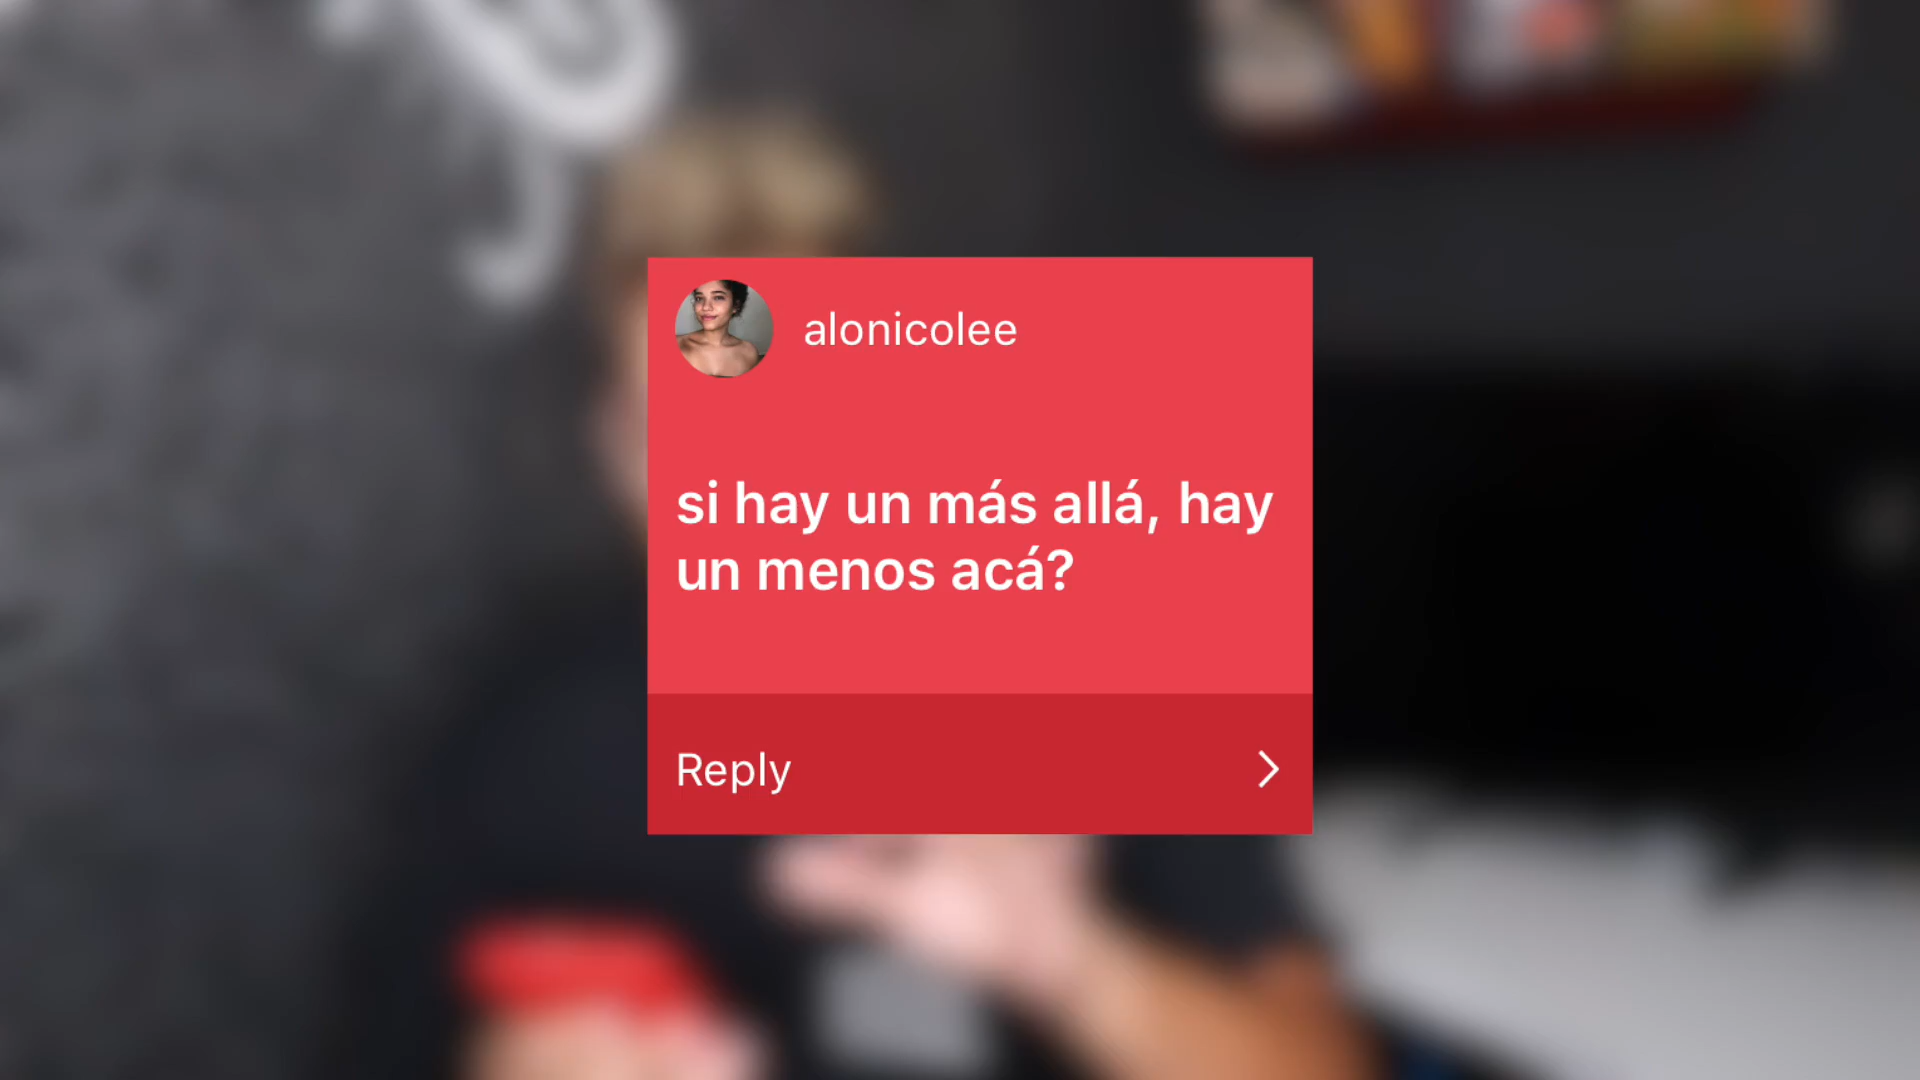 alonicolee
si hay un más allá, hay
un menos acá?
Reply